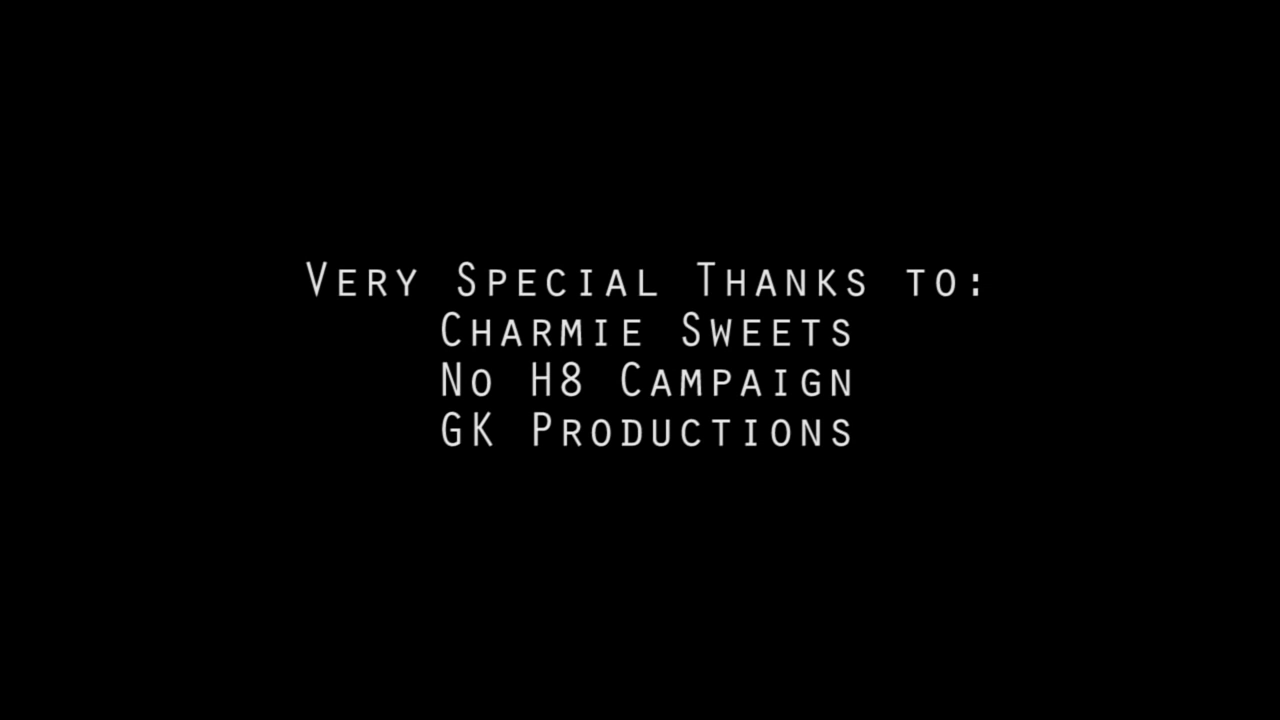 Very Special Thanks to:
Charmie Sweets
No H8 Campaign
GK Productions